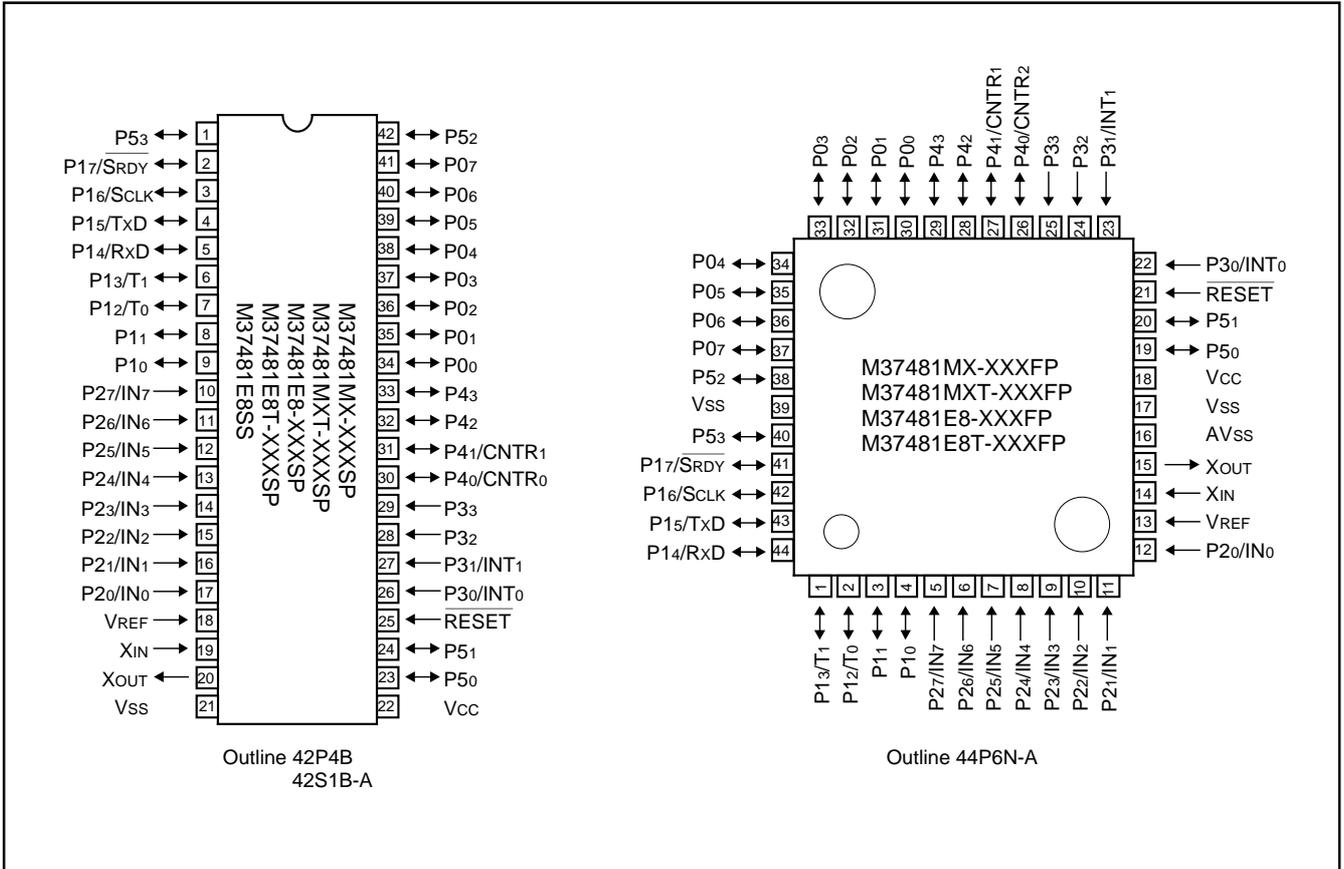 P53 1 42 P52
P17/SRDY 2 41 P07
P16/SCLK 3 40 P06
P15/TXD 4 39 P05
P14/RXD 5 38 P04
P13/T1 6 37 P03
P12/T0 7 36 P02
P11 8 35 P01
P10 9 34 P00
P27/IN7 10 33 P43
P26/IN6 11 32 P42
P25/IN5 12 31 P41/CNTR1
P24/IN4 13 30 P40/CNTR0
P23/IN3 14 29 P33
P22/IN2 15 28 P32
P21/IN1 16 27 P31/INT1
P20/IN0 17 26 P30/INT0
VREF 18 25 RESET
XIN 19 24 P51
XOUT 20 23 P50
VSS 21 22 VCC
M37481MX-XXXSP
M37481MXT-XXXSP
M37481E8-XXXSP
M37481E8T-XXXSP
M37481E8SS
Outline 42P4B
42S1B-A
P03 P02 P01 P00 P43 P42 P41/CNTR1 P40/CNTR2 P33 P32 P31/INT1
33 32 31 30 29 28 27 26 25 24 23
P04 34 22 P30/INT0
P05 35 21 RESET
P06 36 20 P51
P07 37 19 P50
P52 38 18 VCC
VSS 39 17 VSS
P53 40 16 AVSS
P17/SRDY 41 15 XOUT
P16/SCLK 42 14 XIN
P15/TXD 43 13 VREF
P14/RXD 44 12 P20/IN0
M37481MX-XXXFP
M37481MXT-XXXFP
M37481E8-XXXFP
M37481E8T-XXXFP
1 2 3 4 5 6 7 8 9 10 11
P13/T1 P12/T0 P11 P10 P27/IN7 P26/IN6 P25/IN5 P24/IN4 P23/IN3 P22/IN2 P21/IN1
Outline 44P6N-A